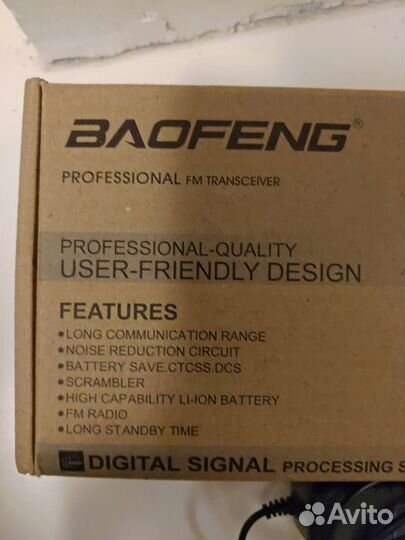 BAOFENG®
PROFESSIONAL FM TRANSCEIVER
PROFESSIONAL-QUALITY
USER-FRIENDLY DESIGN
FEATURES
●LONG COMMUNICATION RANGE
●NOISE REDUCTION CIRCUIT
●BATTERY SAVE.CTCSS.DCS
●SCRAMBLER
●HIGH CAPABILITY LI-ION BATTERY
●FM RADIO
●LONG STANDBY TIME
DIGITAL SIGNAL PROCESSING S
Avito